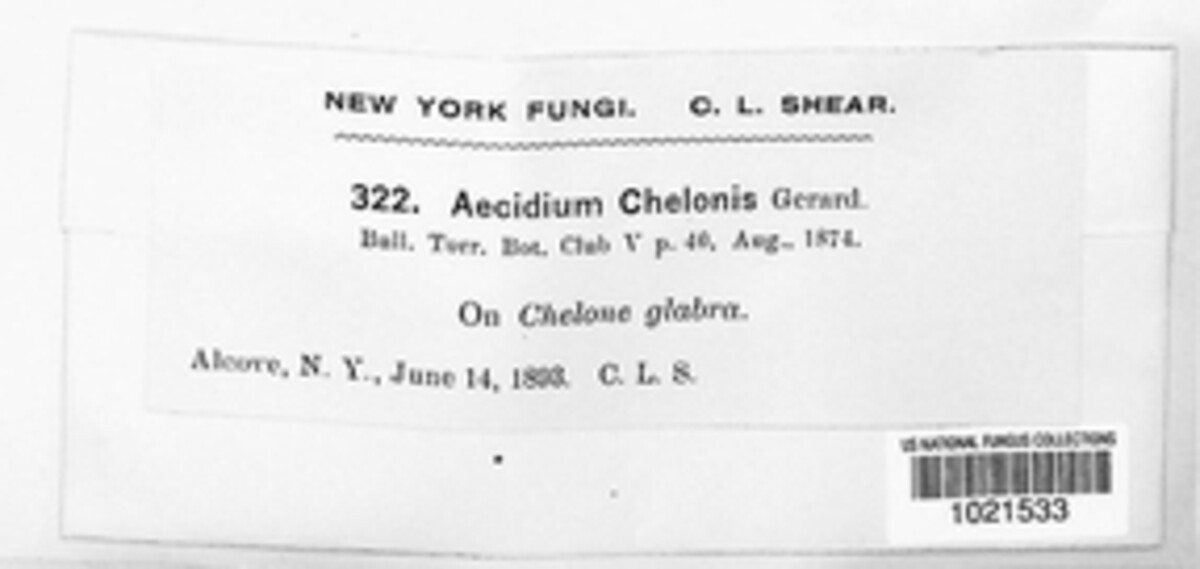 NEW YORK FUNGI. C. L. SHEAR.
322. Aecidium Chelonis Gerard.
Bull. Torr. Bot. Club V p. 40, Aug., 1874.
On Chelone glabra.
Alcove, N. Y., June 14, 1893. C. L. S.
US NATIONAL FUNGUS COLLECTIONS
1021533